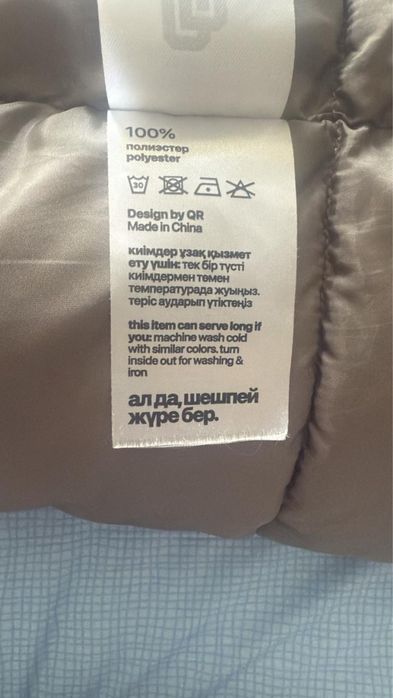 100%
полиэстер
polyester
30
Design by QR
Made in China
киімдер ұзақ қызмет
ету үшін: тек бір түсті
киімдермен төмен
температурада жуыңыз.
теріс аударып үтіктеңіз
this item can serve long if
you: machine wash cold
with similar colors. turn
inside out for washing &
iron
ал да, шешпей
жүре бер.